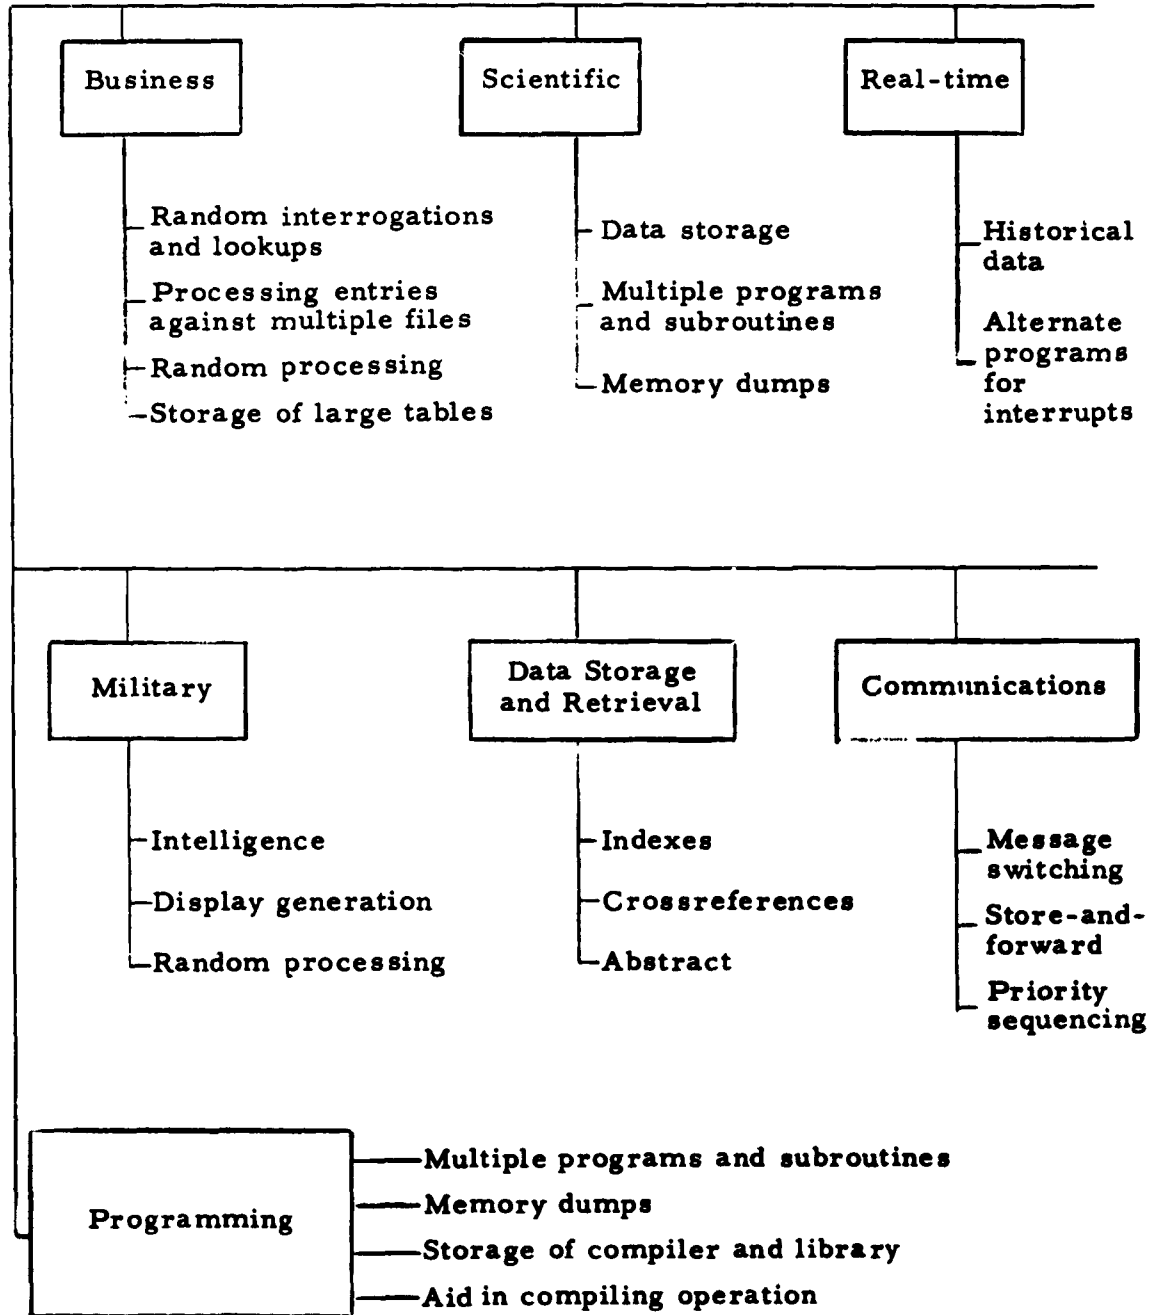 Business
Random interrogations
and lookups
Processing entries
against multiple files
Random processing
Storage of large tables
Scientific
Data storage
Multiple programs
and subroutines
Memory dumps
Real-time
Historical
data
Alternate
programs
for
interrupts
Military
Intelligence
Display generation
Random processing
Data Storage
and Retrieval
Indexes
Crossreferences
Abstract
Communications
Message
switching
Store-and-
forward
Priority
sequencing
Programming
Multiple programs and subroutines
Memory dumps
Storage of compiler and library
Aid in compiling operation